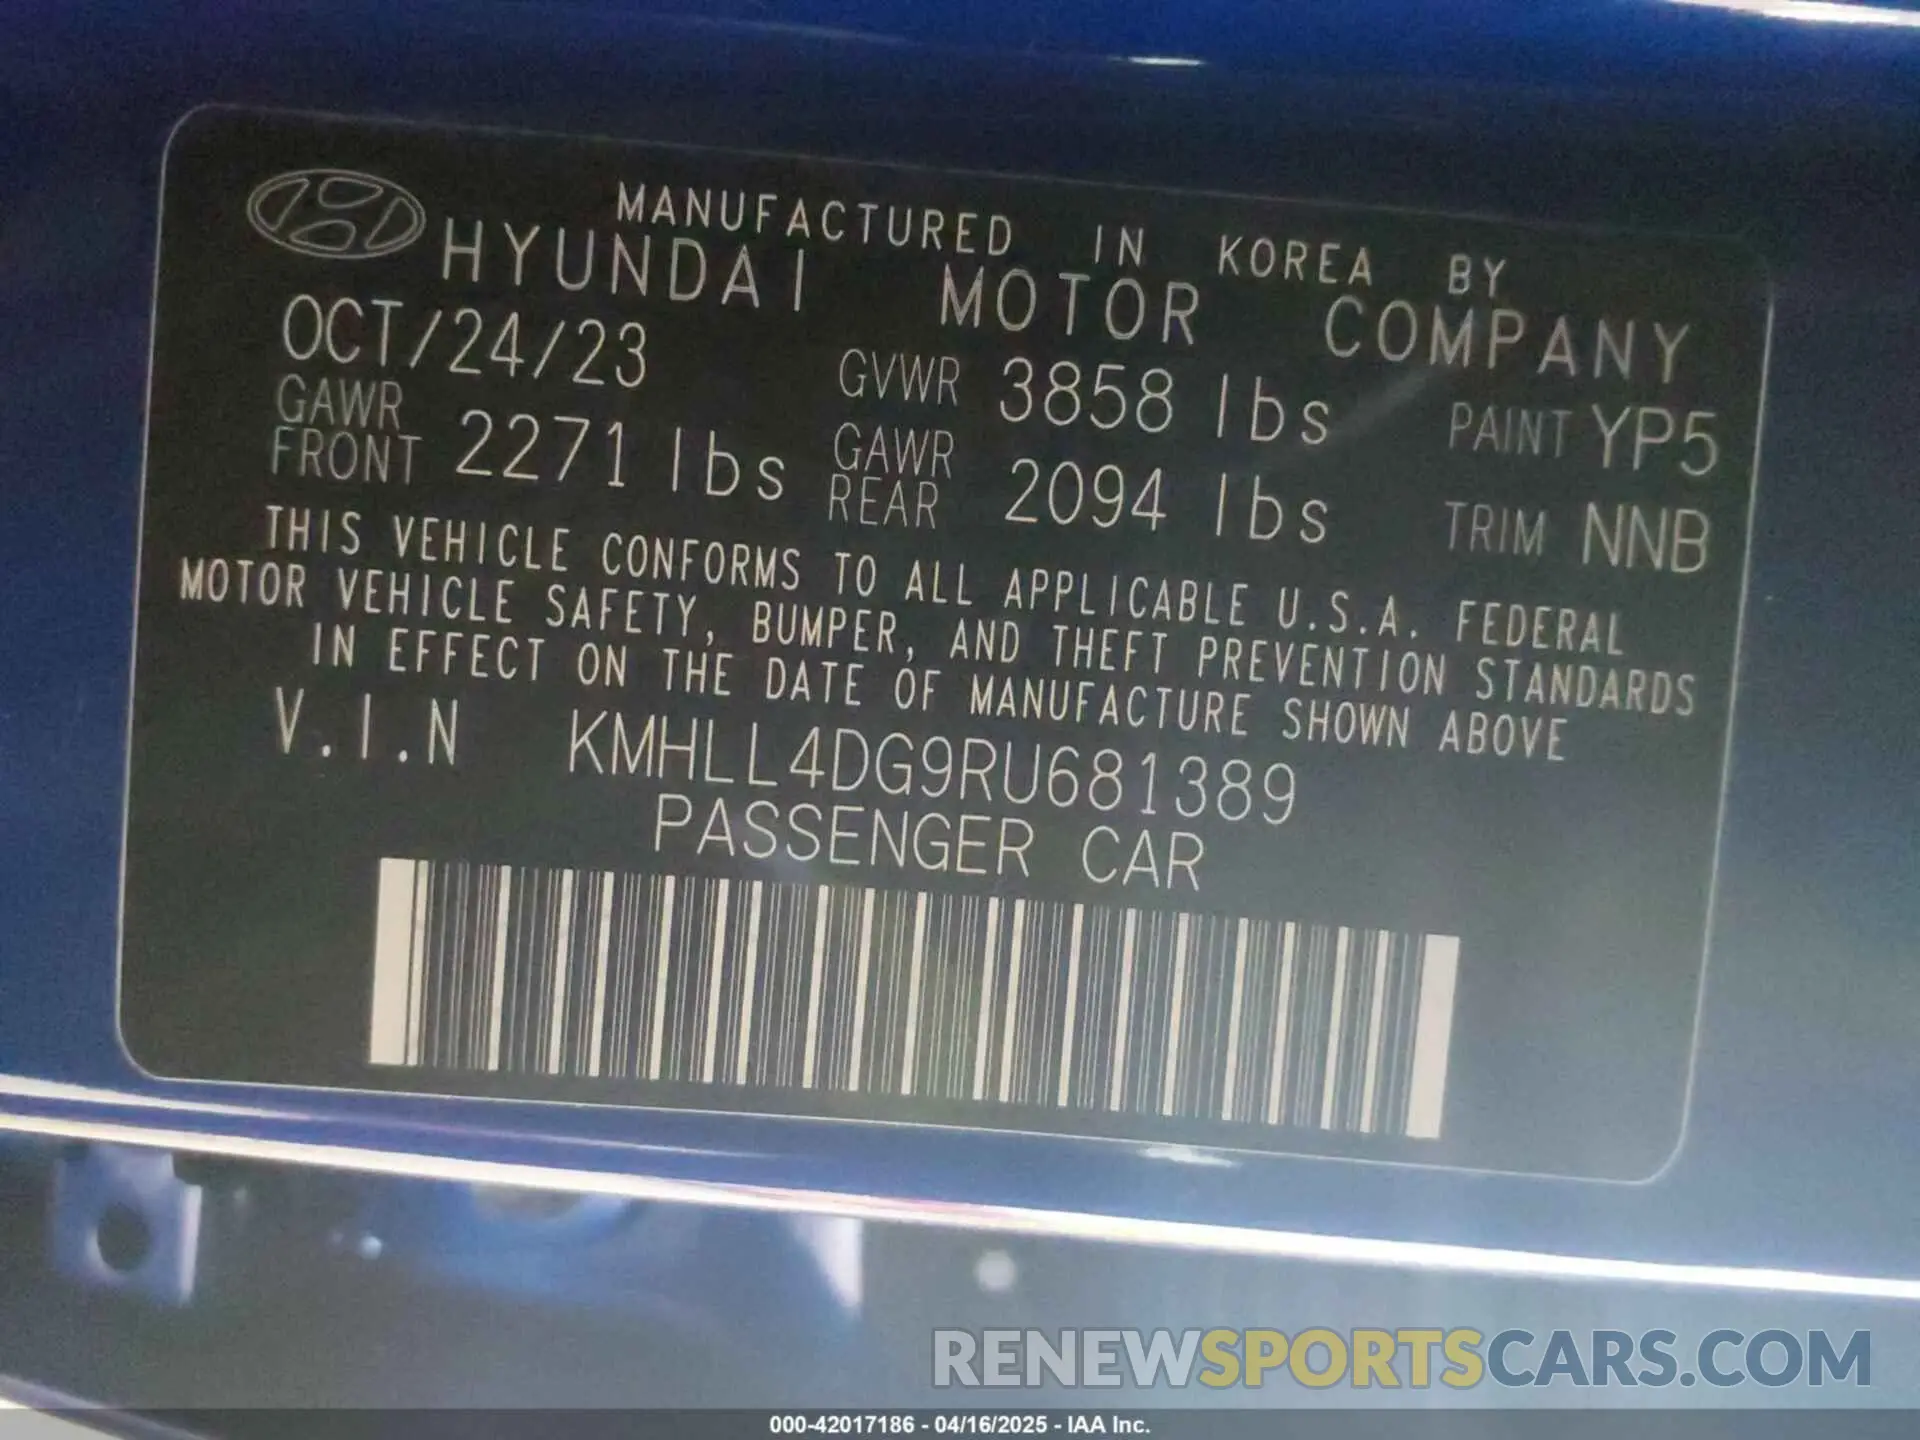 MANUFACTURED IN KOREA BY
HYUNDAI MOTOR COMPANY
OCT/24/23 GVWR 3858 lbs PAINT YP5
GAWR FRONT 2271 lbs GAWR REAR 2094 lbs TRIM NNB
THIS VEHICLE CONFORMS TO ALL APPLICABLE U.S.A. FEDERAL
MOTOR VEHICLE SAFETY, BUMPER, AND THEFT PREVENTION STANDARDS
IN EFFECT ON THE DATE OF MANUFACTURE SHOWN ABOVE
V.I.N KMHLL4DG9RU681389
PASSENGER CAR
RENEWSPORTSCARS.COM
000-42017186 - 04/16/2025 - IAA Inc.